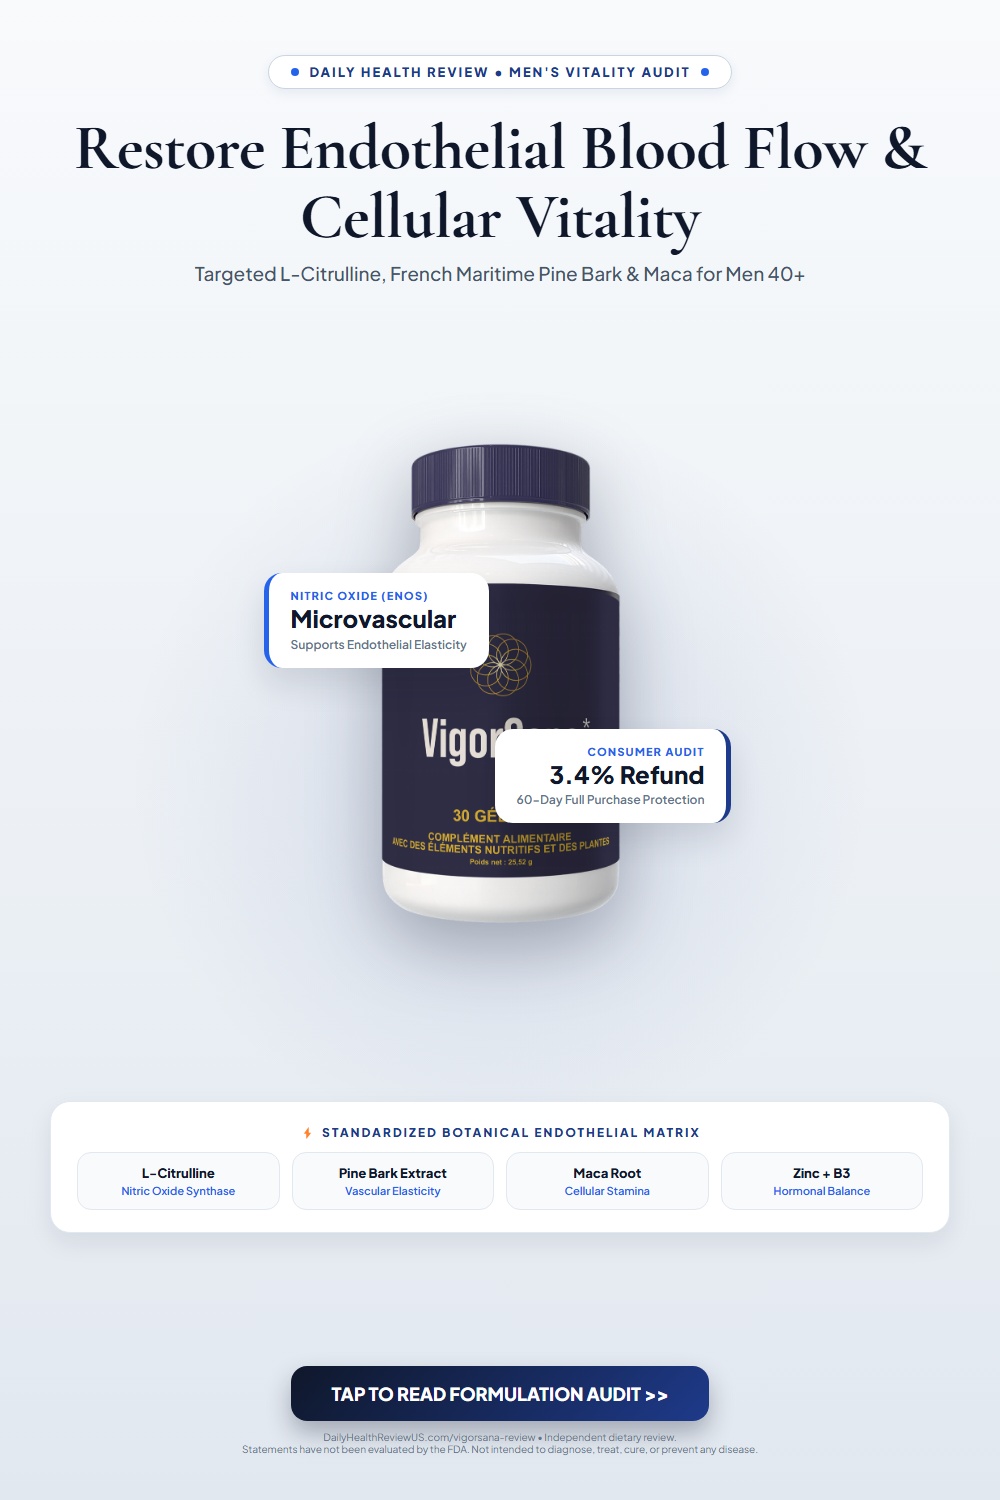 DAILY HEALTH REVIEW • MEN'S VITALITY AUDIT
Restore Endothelial Blood Flow &
Cellular Vitality
Targeted L-Citrulline, French Maritime Pine Bark & Maca for Men 40+
NITRIC OXIDE (ENOS)
Microvascular
Supports Endothelial Elasticity
Vigor
*
CONSUMER AUDIT
3.4% Refund
60-Day Full Purchase Protection
30
COMPLÉMENT ALIMENTAIRE
AVEC DES ÉLÉMENTS NUTRITIFS ET DES PLANTES
Poids net : 25,52 g
STANDARDIZED BOTANICAL ENDOTHELIAL MATRIX
L-Citrulline
Nitric Oxide Synthase
Pine Bark Extract
Vascular Elasticity
Maca Root
Cellular Stamina
Zinc + B3
Hormonal Balance
TAP TO READ FORMULATION AUDIT >>
DailyHealthReviewUS.com/vigorsana-review • Independent dietary review.
Statements have not been evaluated by the FDA. Not intended to diagnose, treat, cure, or prevent any disease.